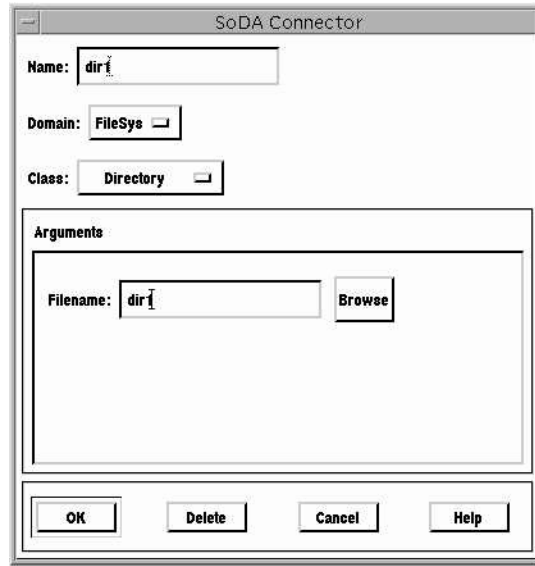 SoDA Connector
Name: dir1
Domain: FileSys
Class: Directory
Arguments
Filename: dir1 Browse
OK Delete Cancel Help